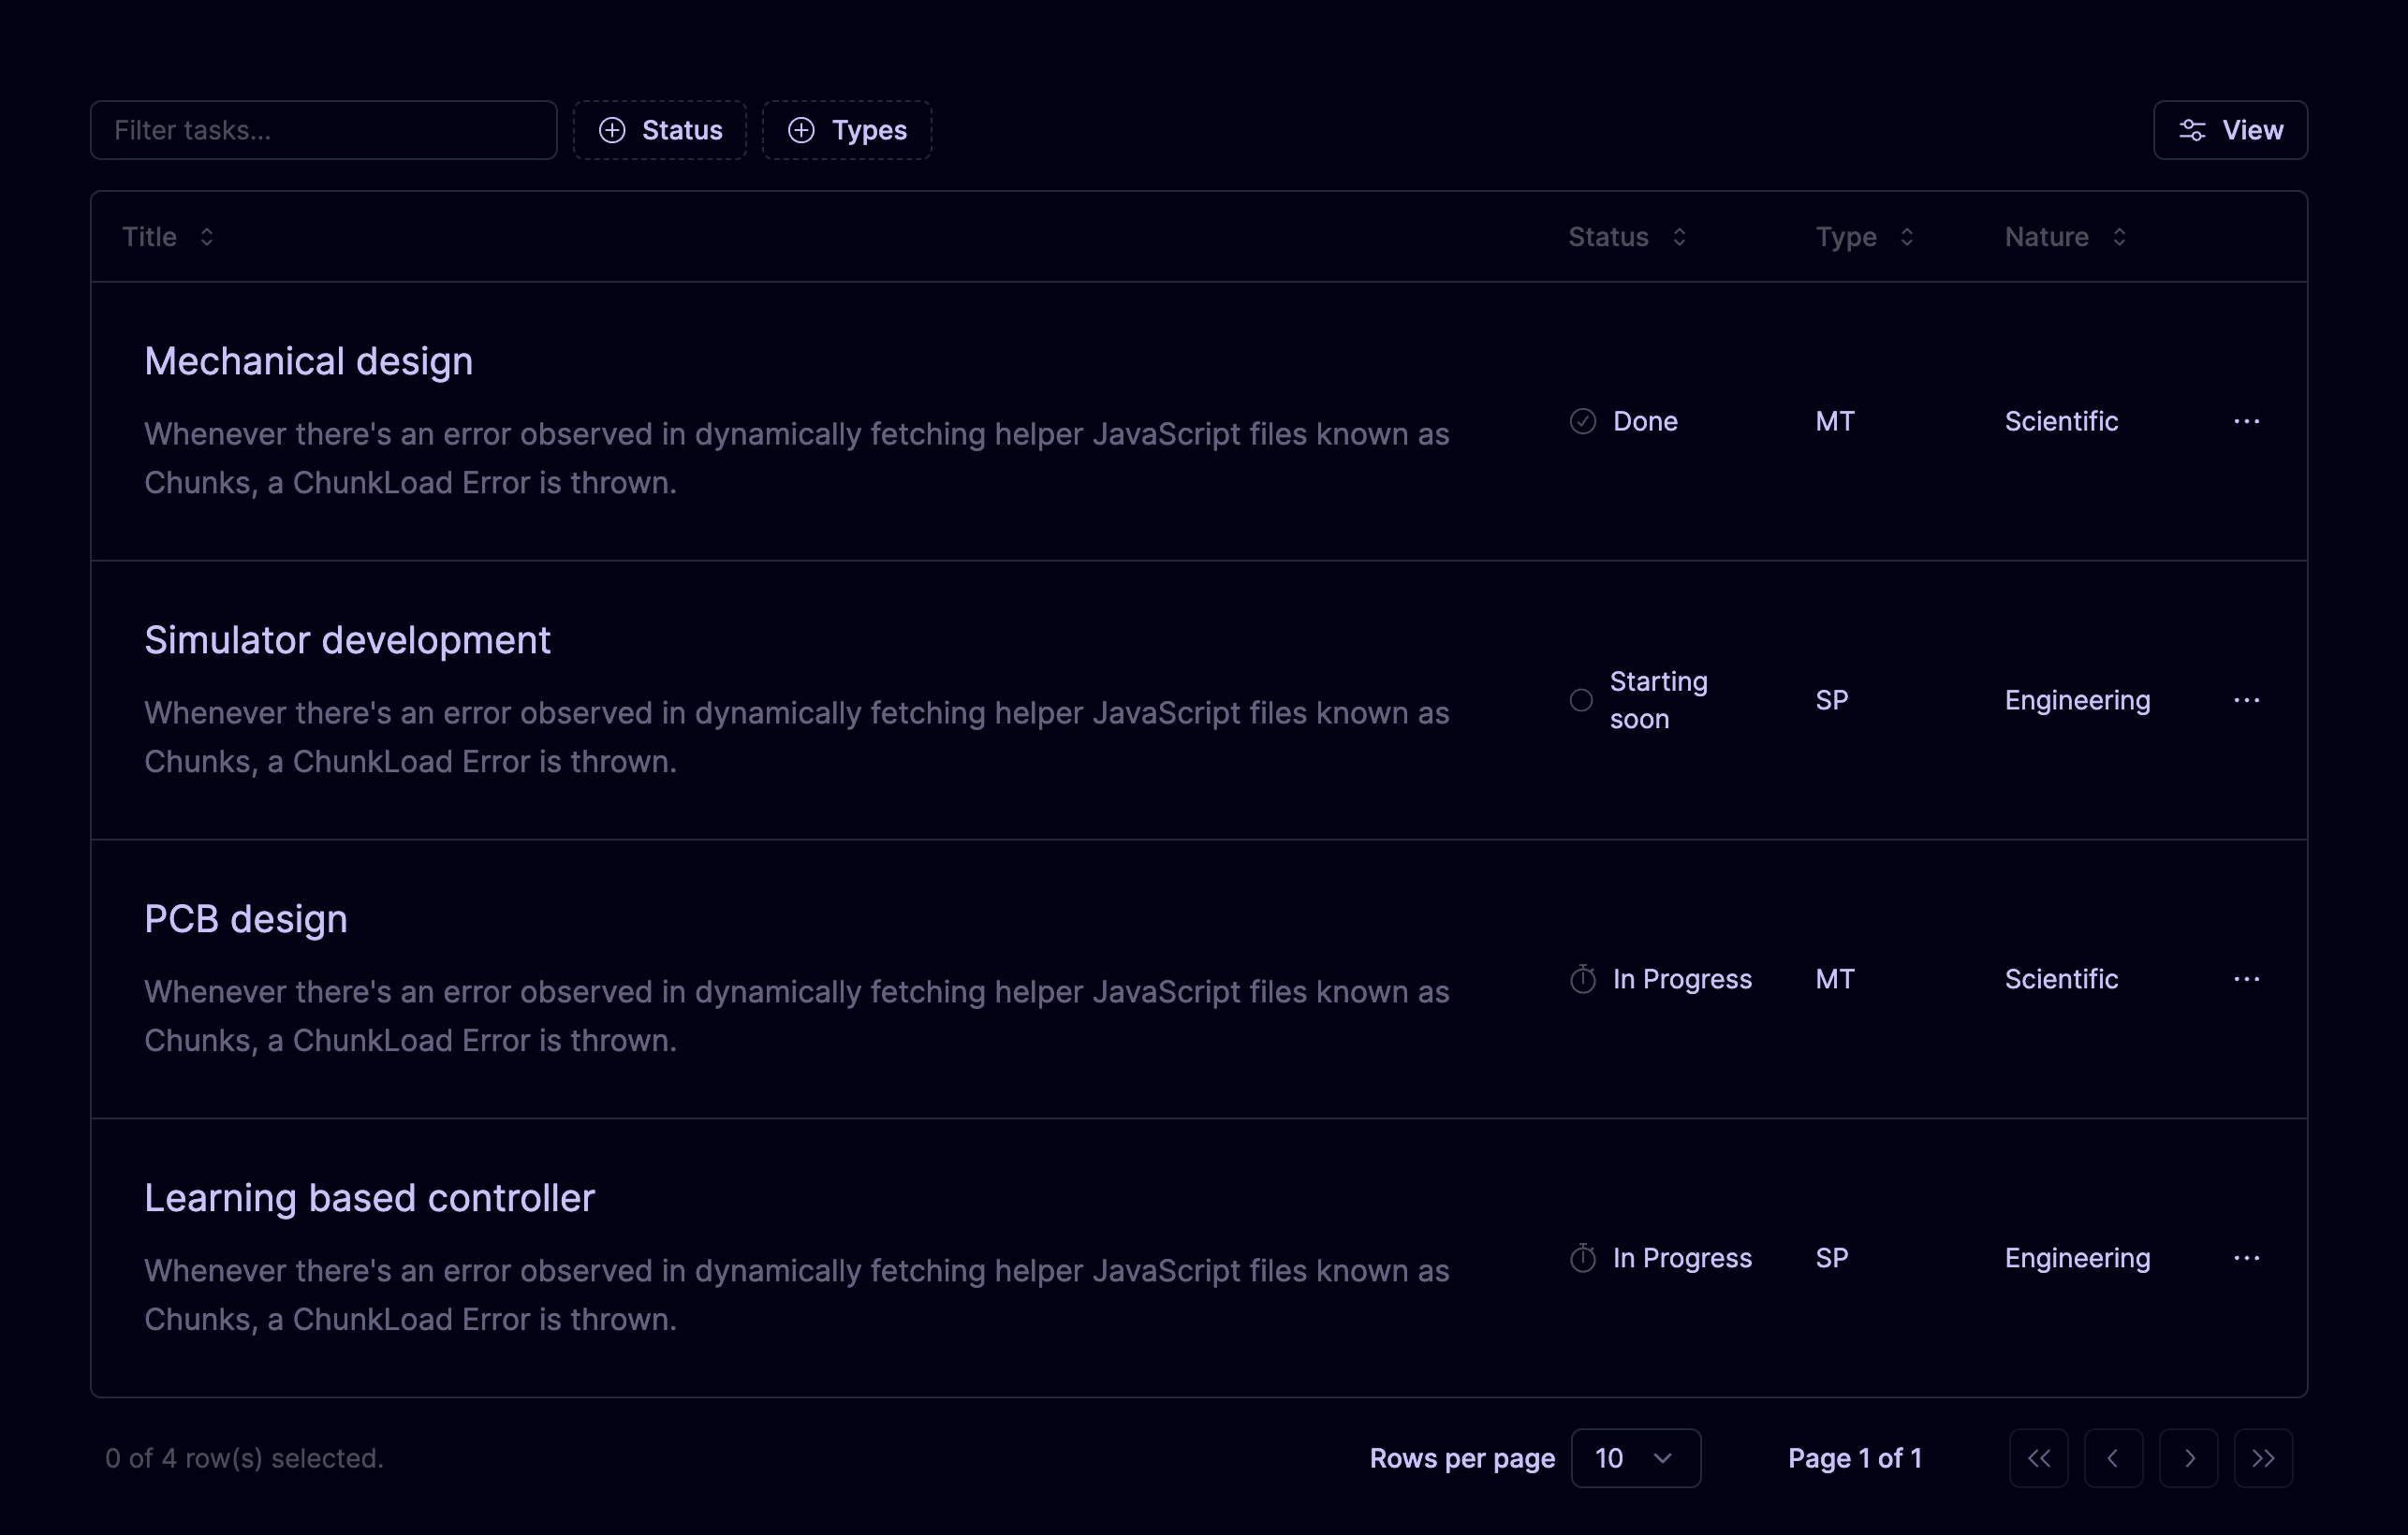 Filter tasks...
Status
Types
View
Title
Status
Type
Nature
Mechanical design
Whenever there's an error observed in dynamically fetching helper JavaScript files known as
Chunks, a ChunkLoad Error is thrown.
Done
MT
Scientific
Simulator development
Whenever there's an error observed in dynamically fetching helper JavaScript files known as
Chunks, a ChunkLoad Error is thrown.
Starting
soon
SP
Engineering
PCB design
Whenever there's an error observed in dynamically fetching helper JavaScript files known as
Chunks, a ChunkLoad Error is thrown.
In Progress
MT
Scientific
Learning based controller
Whenever there's an error observed in dynamically fetching helper JavaScript files known as
Chunks, a ChunkLoad Error is thrown.
In Progress
SP
Engineering
0 of 4 row(s) selected.
Rows per page
10
Page 1 of 1